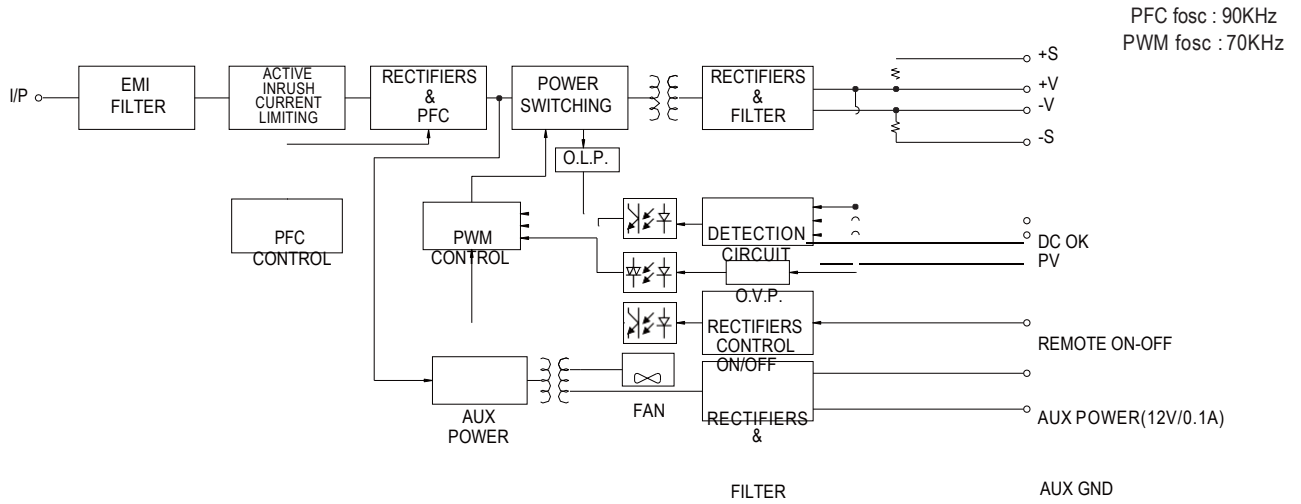 PFC fosc : 90KHz
PWM fosc : 70KHz
I/P
EMI
FILTER
ACTIVE
INRUSH
CURRENT
LIMITING
RECTIFIERS
&
PFC
POWER
SWITCHING
RECTIFIERS
&
FILTER
+S
+V
-V
-S
O.L.P.
PFC
CONTROL
PWM
CONTROL
DETECTION
CIRCUIT
DC OK
PV
O.V.P.
RECTIFIERS
CONTROL
ON/OFF
REMOTE ON-OFF
AUX
POWER
FAN
RECTIFIERS
&
FILTER
AUX POWER(12V/0.1A)
AUX GND